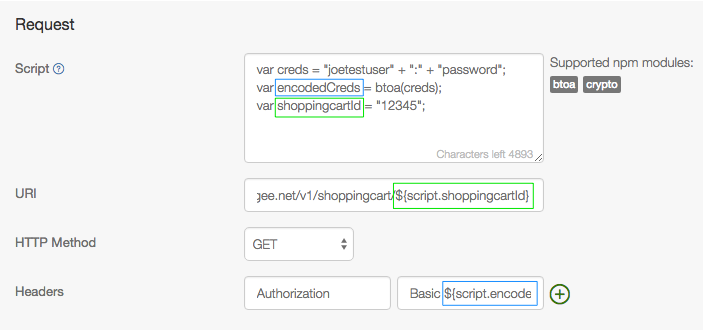 Request
Script ?
var creds = "joetestuser" + ":" + "password";
var encodedCreds = btoa(creds);
var shoppingcartId = "12345";
Characters left 4893
Supported npm modules:
btoa crypto
URI
gee.net/v1/shoppingcart/${script.shoppingcartId}
HTTP Method
GET
Headers
Authorization
Basic ${script.encode